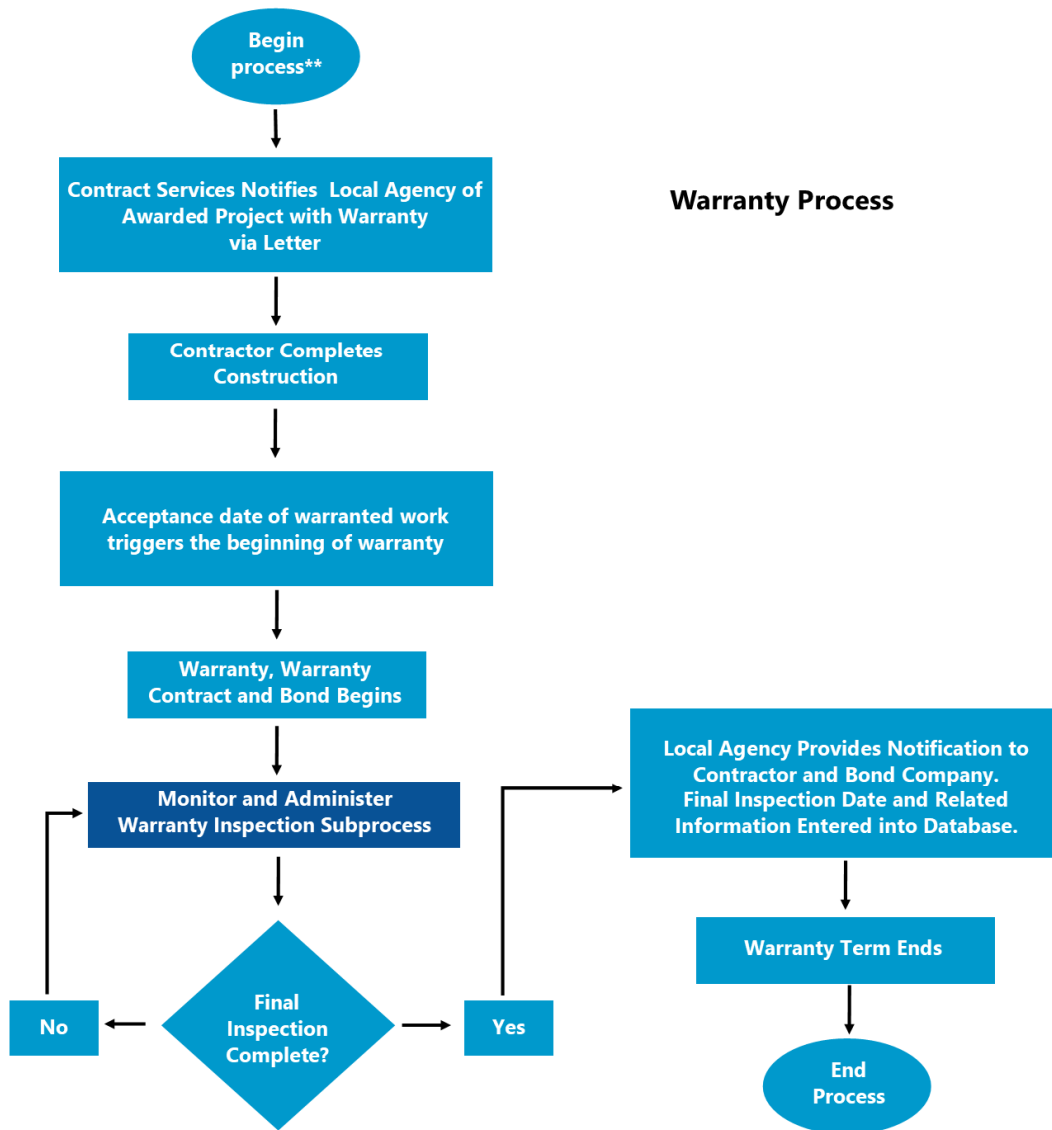 Begin
process**
Contract Services Notifies  Local Agency of
Awarded Project with Warranty
via Letter
Warranty Process
Contractor Completes
Construction
Acceptance date of warranted work
triggers the beginning of warranty
Warranty, Warranty
Contract and Bond Begins
Monitor and Administer
Warranty Inspection Subprocess
Final
Inspection
Complete?
No
Yes
Local Agency Provides Notification to
Contractor and Bond Company.
Final Inspection Date and Related
Information Entered into Database.
Warranty Term Ends
End
Process